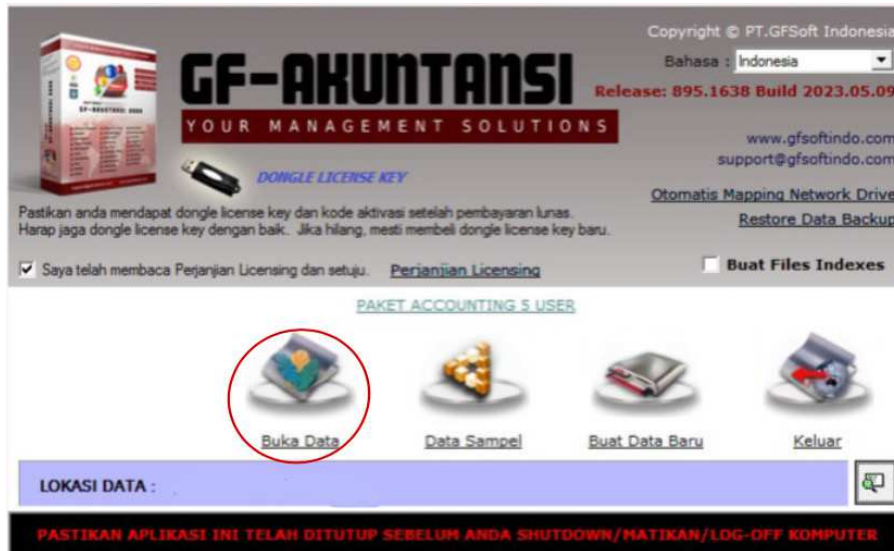 Copyright © PT.GFSoft Indonesia
Bahasa : Indonesia
GF-AKUNTANSI
Release: 895.1638 Build 2023.05.09
YOUR MANAGEMENT SOLUTIONS
www.gfsoftindo.com
support@gfsoftindo.com
DONGLE LICENSE KEY
Otomatis Mapping Network Drive
Pastikan anda mendapat dongle license key dan kode aktivasi setelah pembayaran lunas.
Restore Data Backup
Harap jaga dongle license key dengan baik. Jika hilang, mesti membeli dongle license key baru.
Saya telah membaca Perjanjian Licensing dan setuju. Perjanjian Licensing
Buat Files Indexes
PAKET ACCOUNTING 5 USER
Buka Data
Data Sampel
Buat Data Baru
Keluar
LOKASI DATA :
PASTIKAN APLIKASI INI TELAH DITUTUP SEBELUM ANDA SHUTDOWN/MATIKAN/LOG-OFF KOMPUTER